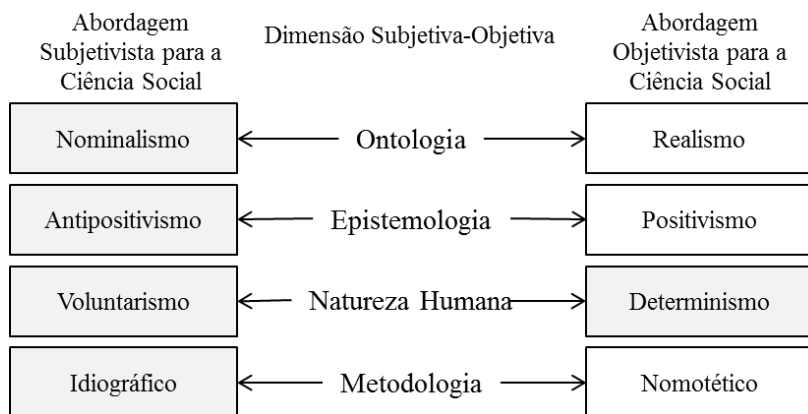 Abordagem
Subjetivista para a
Ciência Social
Dimensão Subjetiva-Objetiva
Abordagem
Objetivista para a
Ciência Social
Nominalismo
Ontologia
Realismo
Antipositivismo
Epistemologia
Positivismo
Voluntarismo
Natureza Humana
Determinismo
Idiográfico
Metodologia
Nomotético